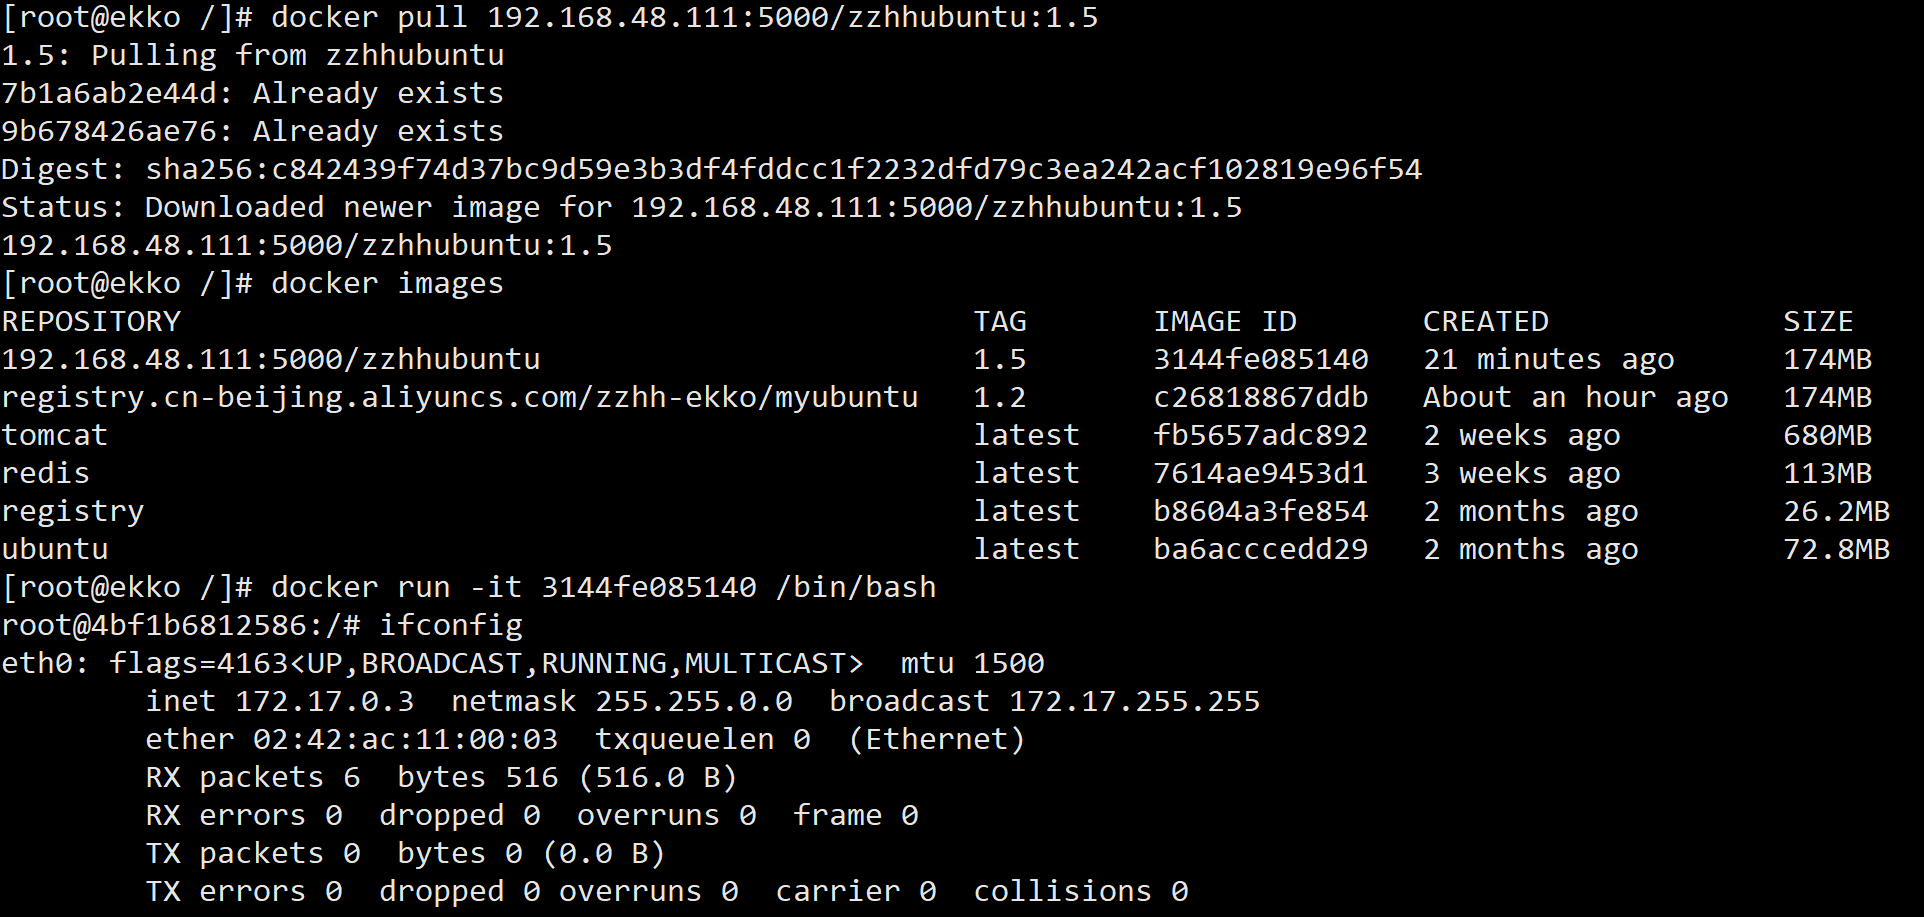 [root@ekko /]# docker pull 192.168.48.111:5000/zzhhubuntu:1.5
1.5: Pulling from zzhhubuntu
7b1a6ab2e44d: Already exists
9b678426ae76: Already exists
Digest: sha256:c842439f74d37bc9d59e3b3df4fddcc1f2232dfd79c3ea242acf102819e96f54
Status: Downloaded newer image for 192.168.48.111:5000/zzhhubuntu:1.5
192.168.48.111:5000/zzhhubuntu:1.5
[root@ekko /]# docker images
REPOSITORY                                            TAG       IMAGE ID       CREATED             SIZE
192.168.48.111:5000/zzhhubuntu                        1.5       3144fe085140   21 minutes ago      174MB
registry.cn-beijing.aliyuncs.com/zzhh-ekko/myubuntu   1.2       c26818867ddb   About an hour ago   174MB
tomcat                                                latest    fb5657adc892   2 weeks ago         680MB
redis                                                 latest    7614ae9453d1   3 weeks ago         113MB
registry                                              latest    b8604a3fe854   2 months ago        26.2MB
ubuntu                                                latest    ba6acccedd29   2 months ago        72.8MB
[root@ekko /]# docker run -it 3144fe085140 /bin/bash
root@4bf1b6812586:/# ifconfig
eth0: flags=4163<UP,BROADCAST,RUNNING,MULTICAST>  mtu 1500
        inet 172.17.0.3  netmask 255.255.0.0  broadcast 172.17.255.255
        ether 02:42:ac:11:00:03  txqueuelen 0  (Ethernet)
        RX packets 6  bytes 516 (516.0 B)
        RX errors 0  dropped 0  overruns 0  frame 0
        TX packets 0  bytes 0 (0.0 B)
        TX errors 0  dropped 0 overruns 0  carrier 0  collisions 0